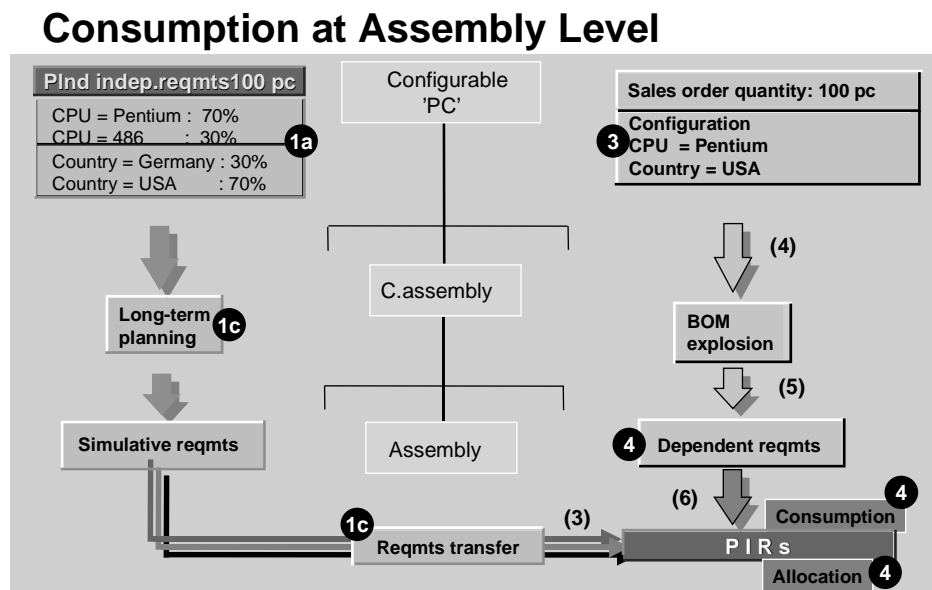 Consumption at Assembly Level
Plnd indep.reqmts100 pc
CPU = Pentium : 70%
CPU = 486 : 30%
1a
Country = Germany : 30%
Country = USA : 70%
Configurable
'PC'
Sales order quantity: 100 pc
Configuration
3
CPU = Pentium
Country = USA
(4)
C.assembly
Long-term
planning
1c
BOM
explosion
(5)
Simulative reqmts
Assembly
4
Dependent reqmts
(6)
4
Consumption
1c
(3)
Reqmts transfer
P I R s
Allocation
4